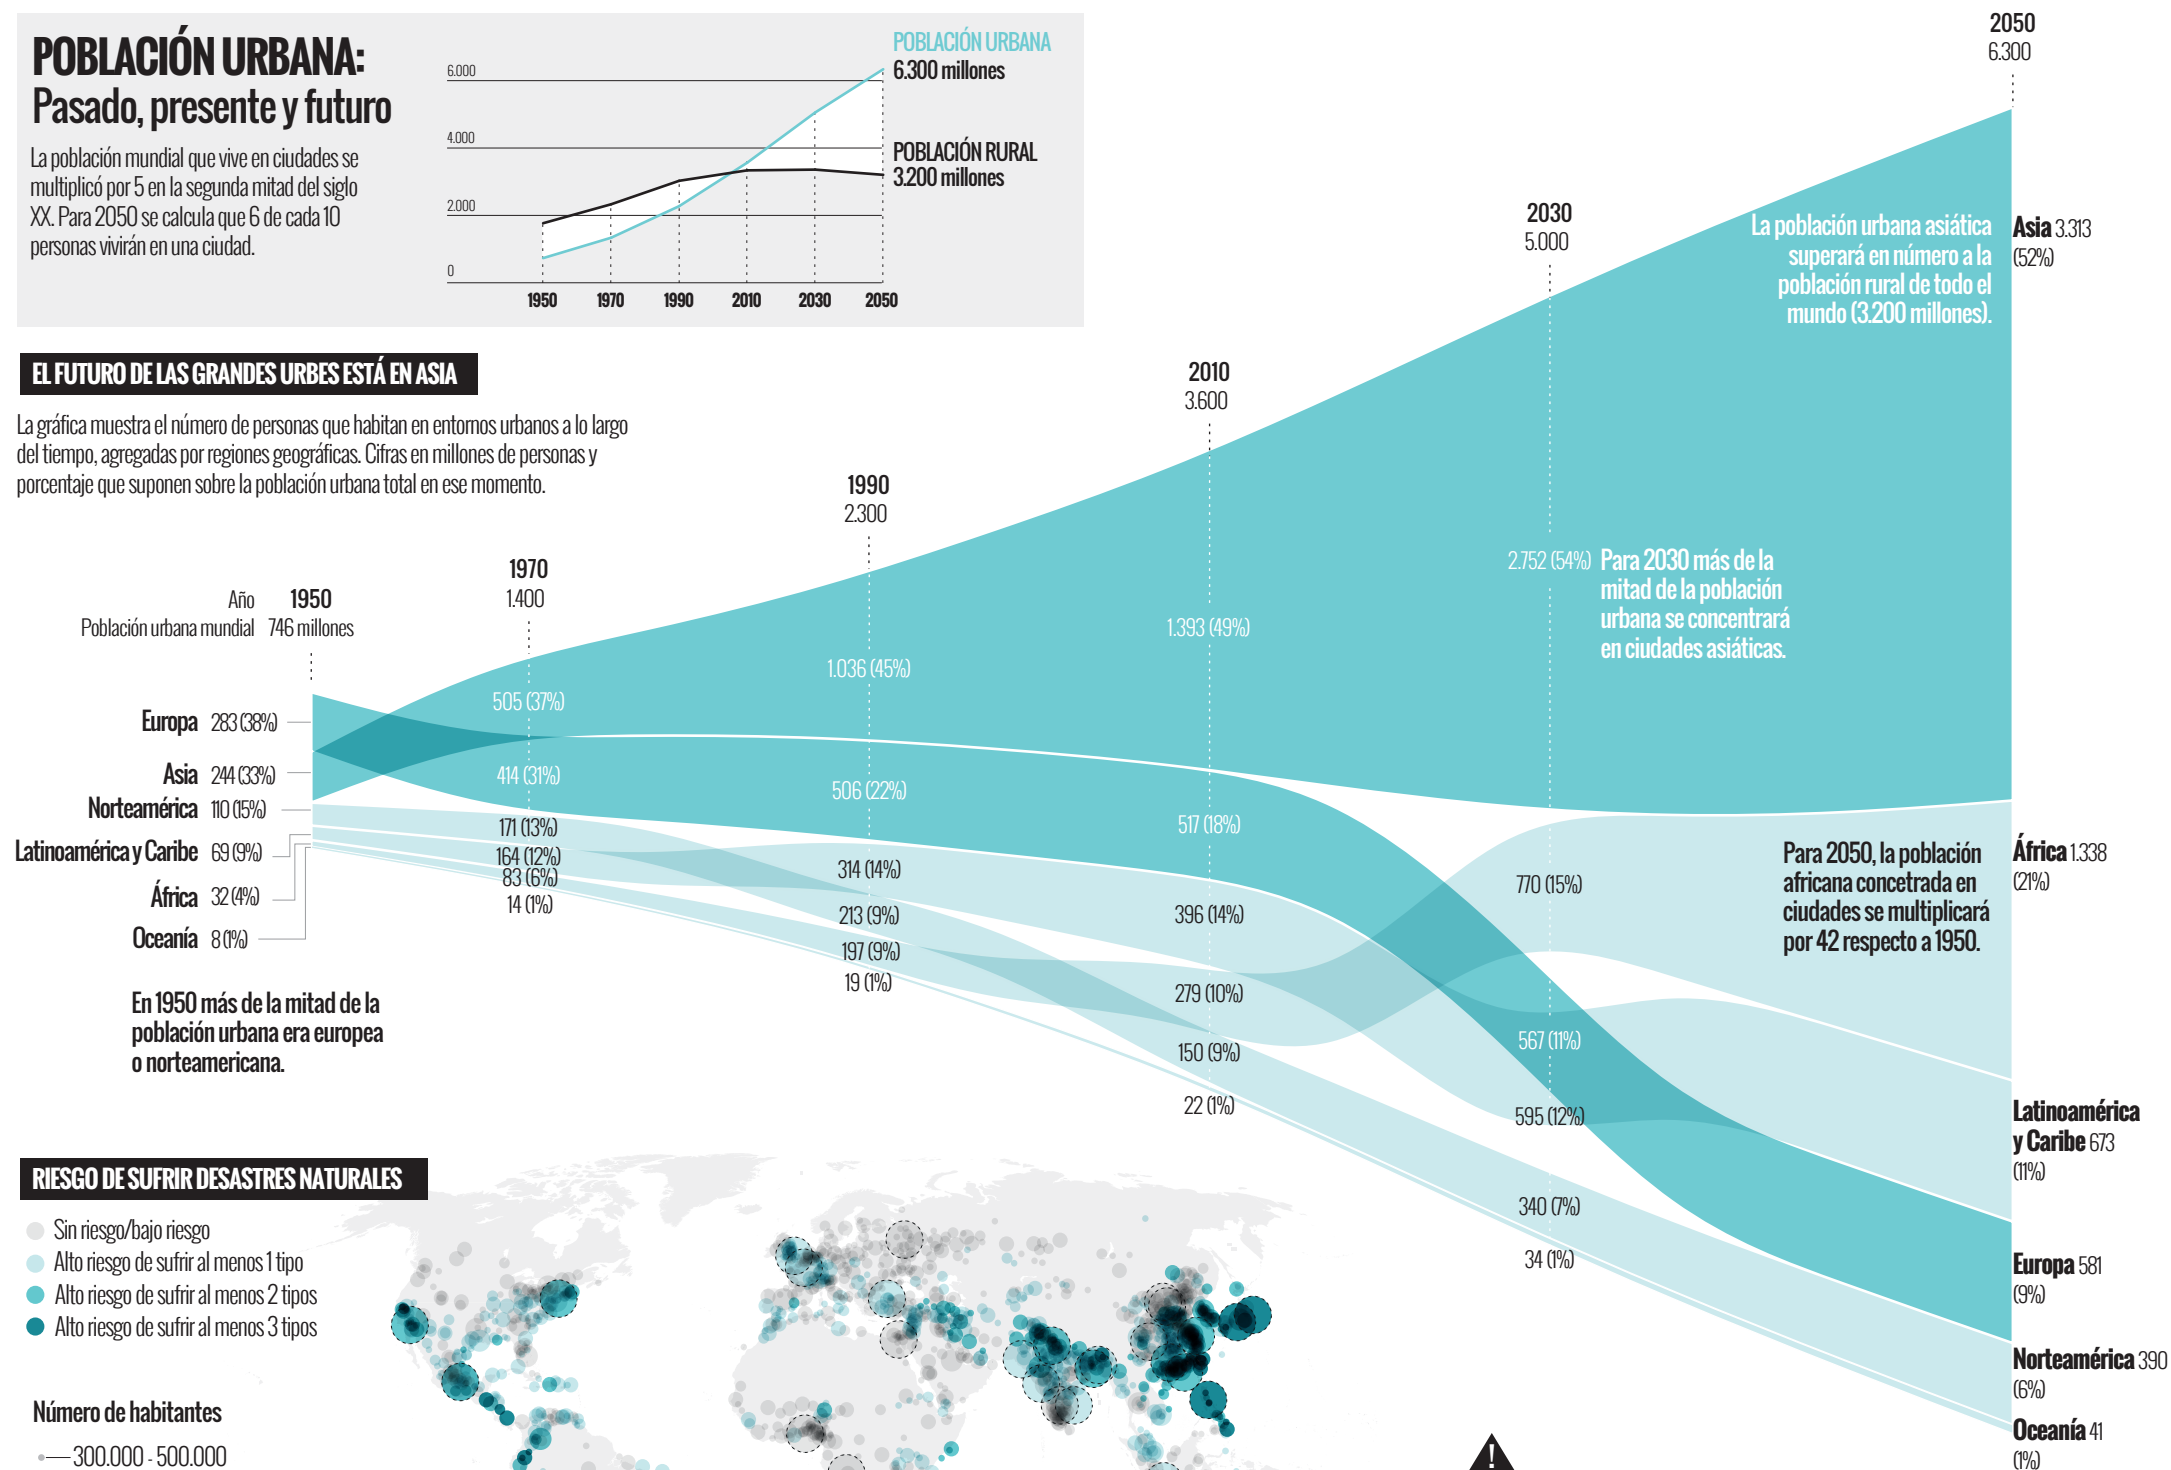 POBLACIÓN URBANA:
Pasado, presente y futuro
La población mundial que vive en ciudades se
multiplicó por 5 en la segunda mitad del siglo
XX. Para 2050 se calcula que 6 de cada 10
personas vivirán en una ciudad.
6.000
4.000
2.000
0
1950 1970 1990 2010 2030 2050
POBLACIÓN URBANA
6.300 millones
POBLACIÓN RURAL
3.200 millones
EL FUTURO DE LAS GRANDES URBES ESTÁ EN ASIA
La gráfica muestra el número de personas que habitan en entornos urbanos a lo largo
del tiempo, agregadas por regiones geográficas. Cifras en millones de personas y
porcentaje que suponen sobre la población urbana total en ese momento.
Año 1950
Población urbana mundial 746 millones
Europa 283 (38%)
Asia 244 (33%)
Norteamérica 110 (15%)
Latinoamérica y Caribe 69 (9%)
África 32 (4%)
Oceanía 8 (1%)
En 1950 más de la mitad de la
población urbana era europea
o norteamericana.
1970
1.400
505 (37%)
414 (31%)
171 (13%)
164 (12%)
83 (6%)
14 (1%)
1990
2.300
1.036 (45%)
506 (22%)
314 (14%)
213 (9%)
197 (9%)
19 (1%)
2010
3.600
1.393 (49%)
517 (18%)
396 (14%)
279 (10%)
150 (9%)
22 (1%)
2030
5.000
2.752 (54%)
Para 2030 más de la
mitad de la población
urbana se concentrará
en ciudades asiáticas.
770 (15%)
567 (11%)
595 (12%)
340 (7%)
34 (1%)
2050
6.300
La población urbana asiática
superará en número a la
población rural de todo el
mundo (3.200 millones).
Asia 3.313
(52%)
Para 2050, la población
africana concetrada en
ciudades se multiplicará
por 42 respecto a 1950.
África 1.338
(21%)
Latinoamérica
y Caribe 673
(11%)
Europa 581
(9%)
Norteamérica 390
(6%)
Oceanía 41
(1%)
RIESGO DE SUFRIR DESASTRES NATURALES
Sin riesgo/bajo riesgo
Alto riesgo de sufrir al menos 1 tipo
Alto riesgo de sufrir al menos 2 tipos
Alto riesgo de sufrir al menos 3 tipos
Número de habitantes
300.000 - 500.000
!